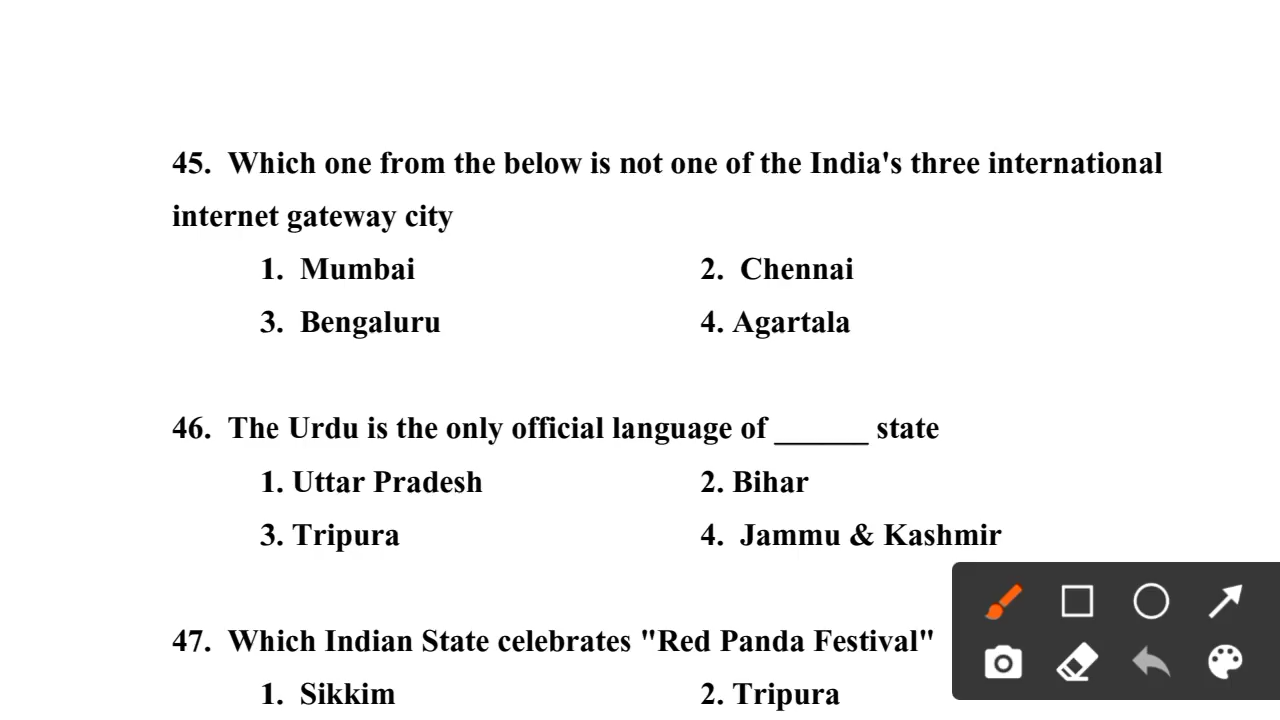 45. Which one from the below is not one of the India's three international
internet gateway city
1. Mumbai 2. Chennai
3. Bengaluru 4. Agartala
46. The Urdu is the only official language of ______ state
1. Uttar Pradesh 2. Bihar
3. Tripura 4. Jammu & Kashmir
47. Which Indian State celebrates "Red Panda Festival"
1. Sikkim 2. Tripura